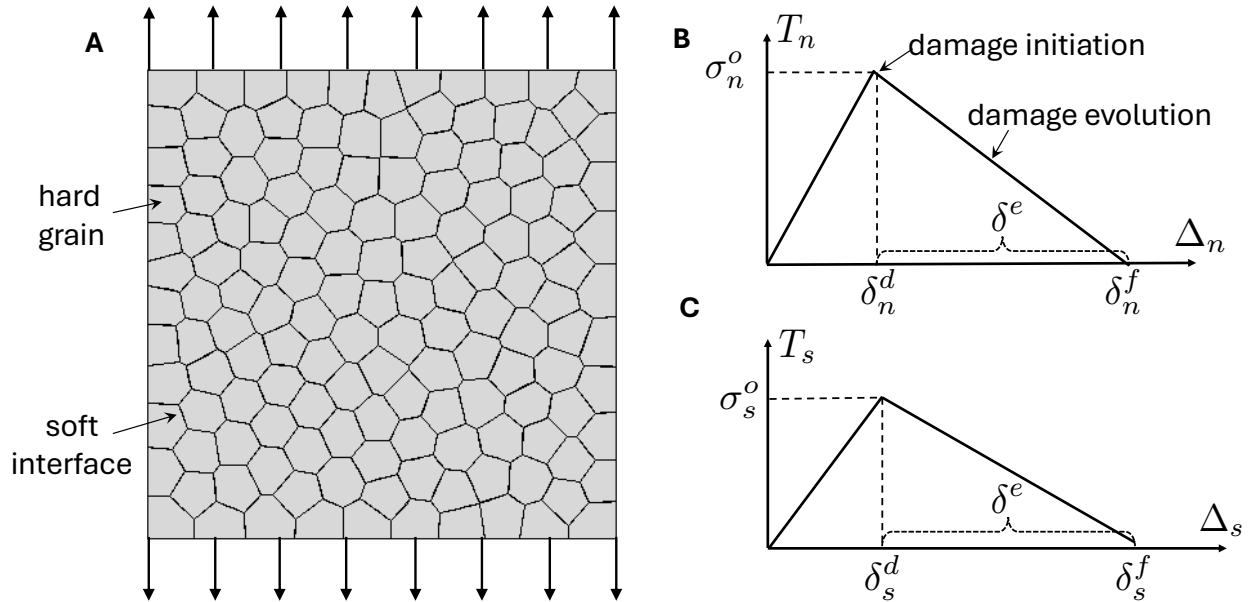 A
hard
grain
soft
interface
B
T_n
σ_n^o
damage initiation
damage evolution
δ^e
Δ_n
δ_n^d
δ_n^f
C
T_s
σ_s^o
δ^e
Δ_s
δ_s^d
δ_s^f